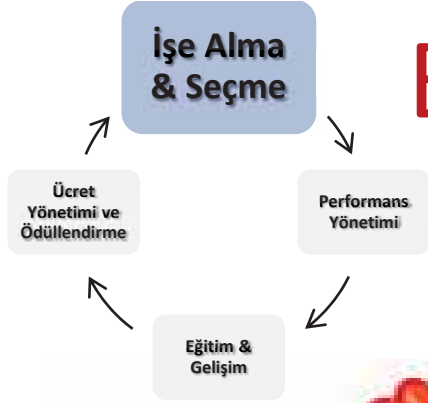 İşe Alma
& Seçme
Performans
Yönetimi
Eğitim &
Gelişim
Ücret
Yönetimi ve
Ödüllendirme